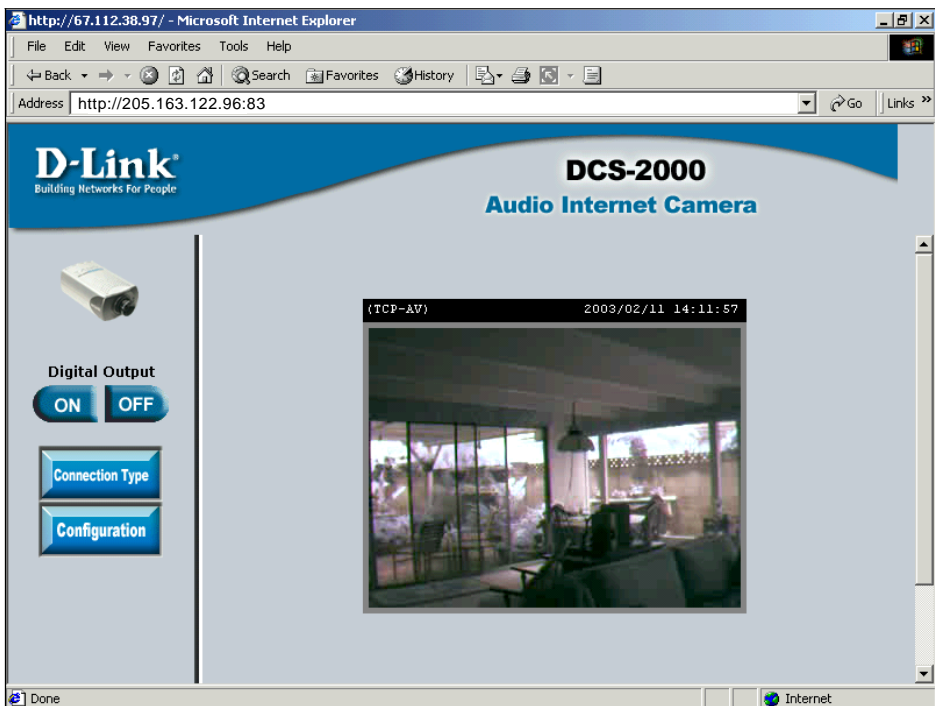 http://67.112.38.97/ - Microsoft Internet Explorer
File Edit View Favorites Tools Help
Back Search Favorites History
Address http://205.163.122.96:83 Go Links »
D-Link®
Building Networks For People
DCS-2000
Audio Internet Camera
(TCP-AV) 2003/02/11 14:11:57
Digital Output
ON OFF
Connection Type
Configuration
Done Internet